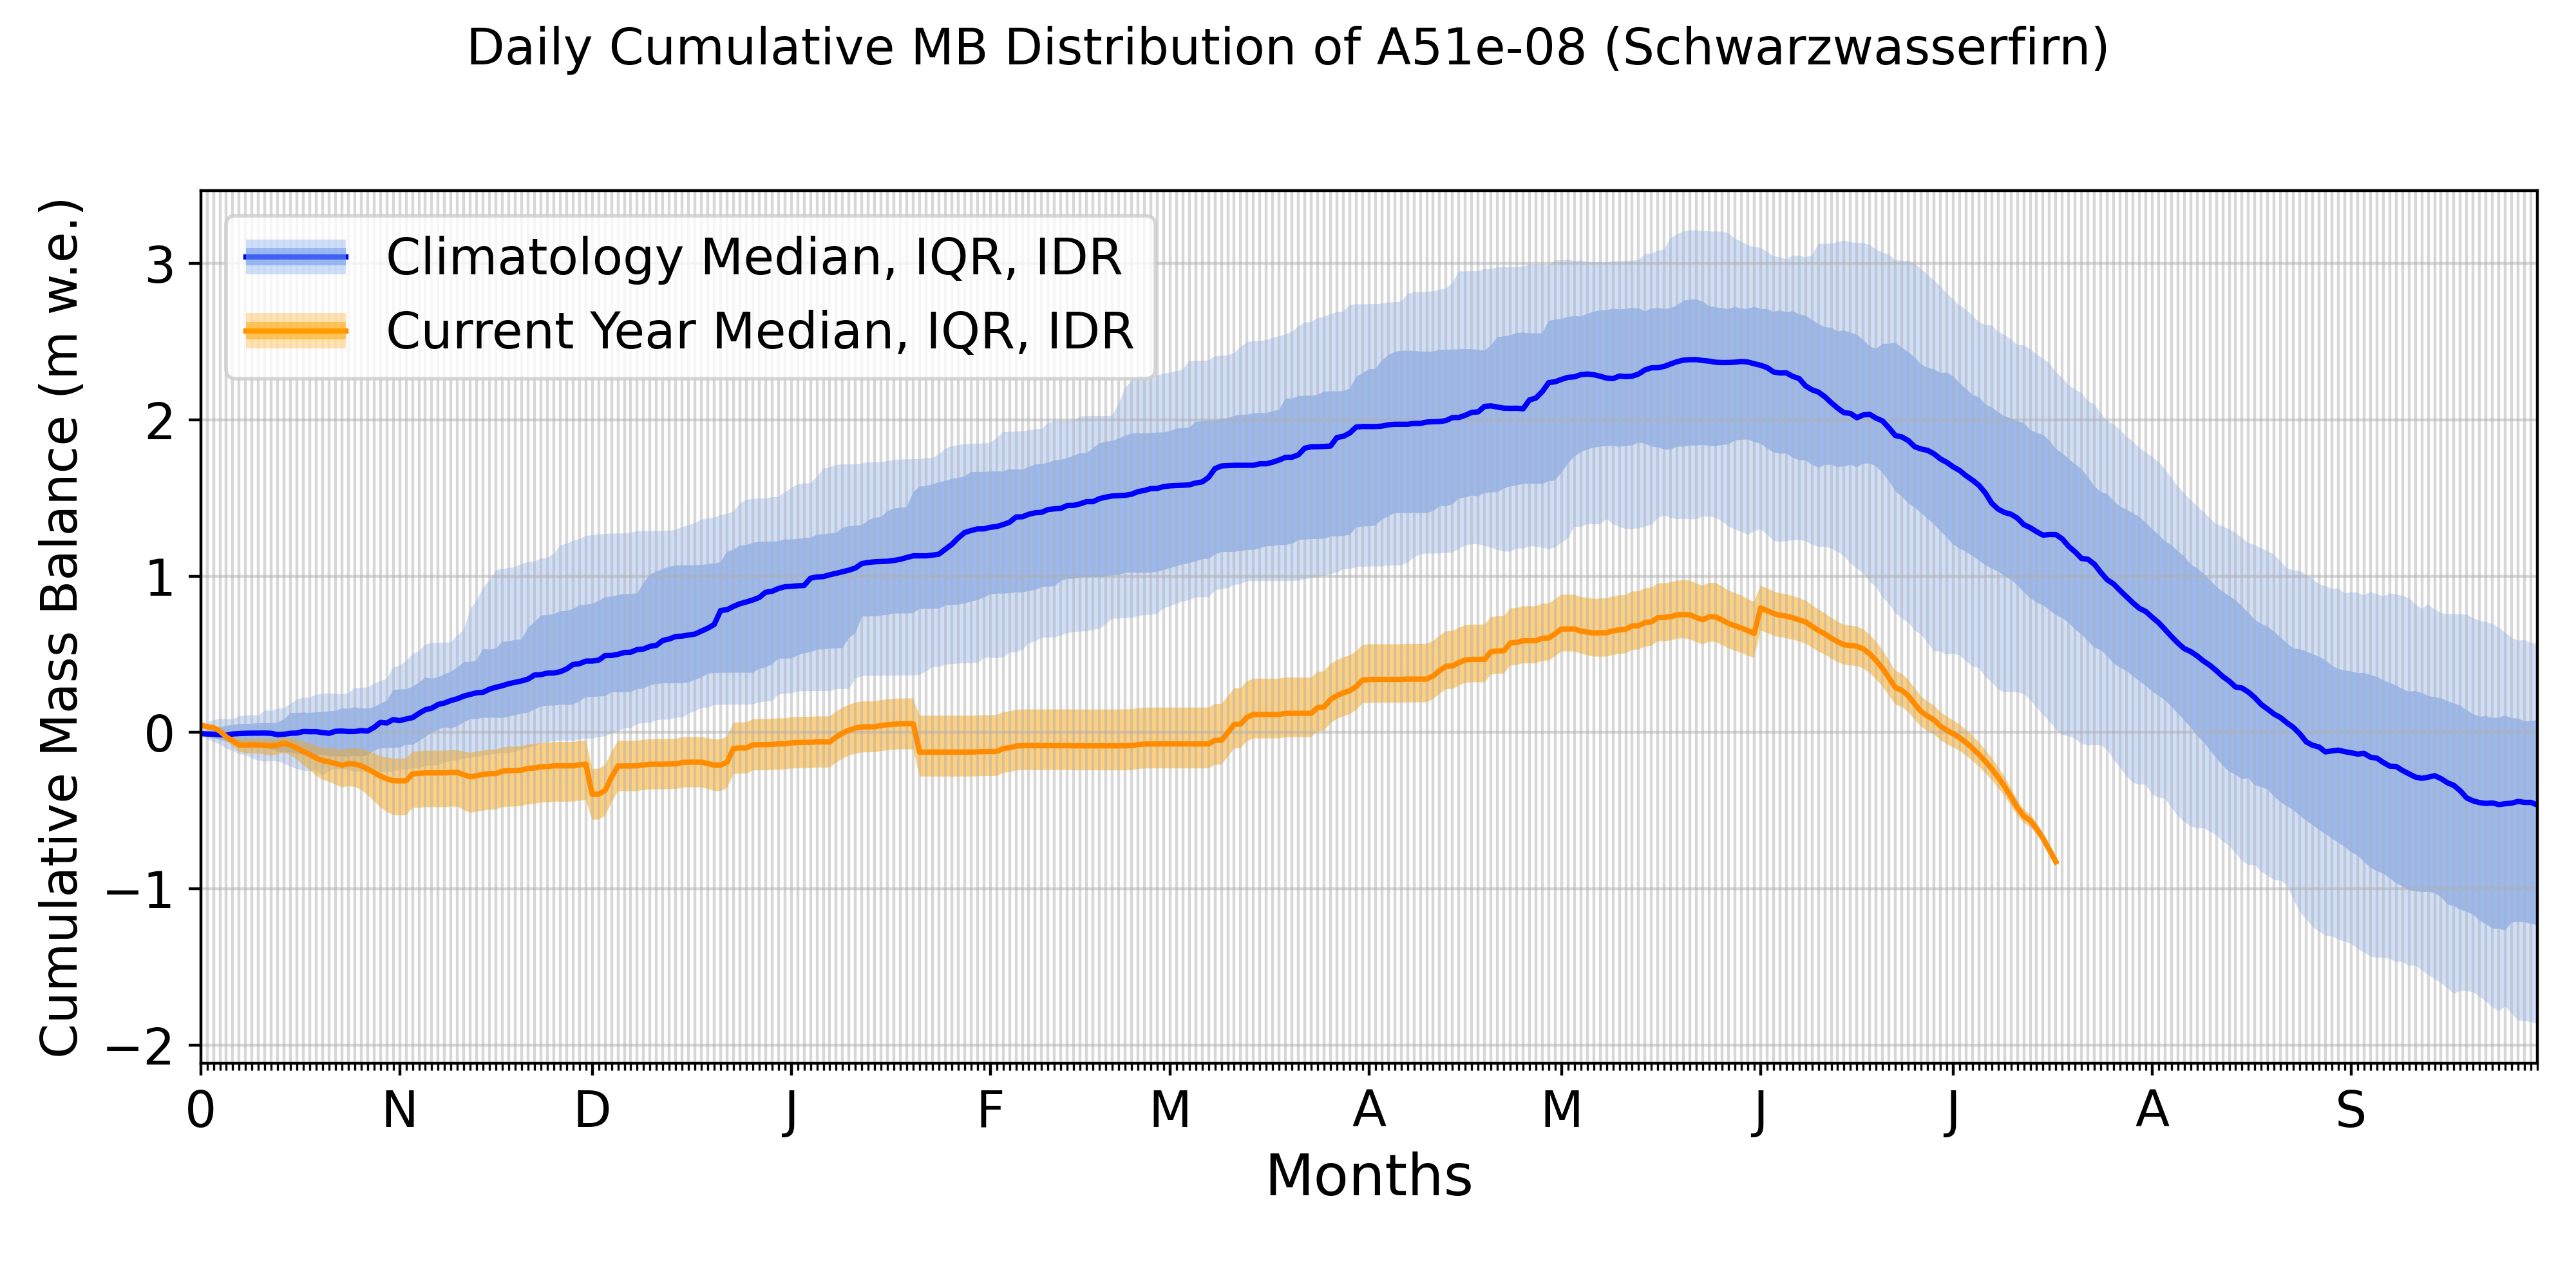 Daily Cumulative MB Distribution of A51e-08 (Schwarzwasserfirn)
Cumulative Mass Balance (m w.e.)
3
2
1
0
−1
−2
Climatology Median, IQR, IDR
Current Year Median, IQR, IDR
0 N D J F M A M J J A S
Months